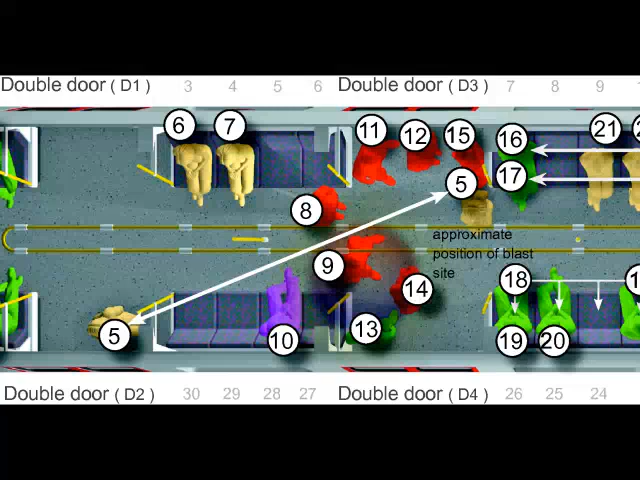 Double door ( D1 ) 3 4 5 6 Double door ( D3 ) 7 8 9
6 7 11 12 15 16 21
17
5
8
approximate
position of blast
site
9
18
14
5 10 13 19 20
Double door ( D2 ) 30 29 28 27 Double door ( D4 ) 26 25 24